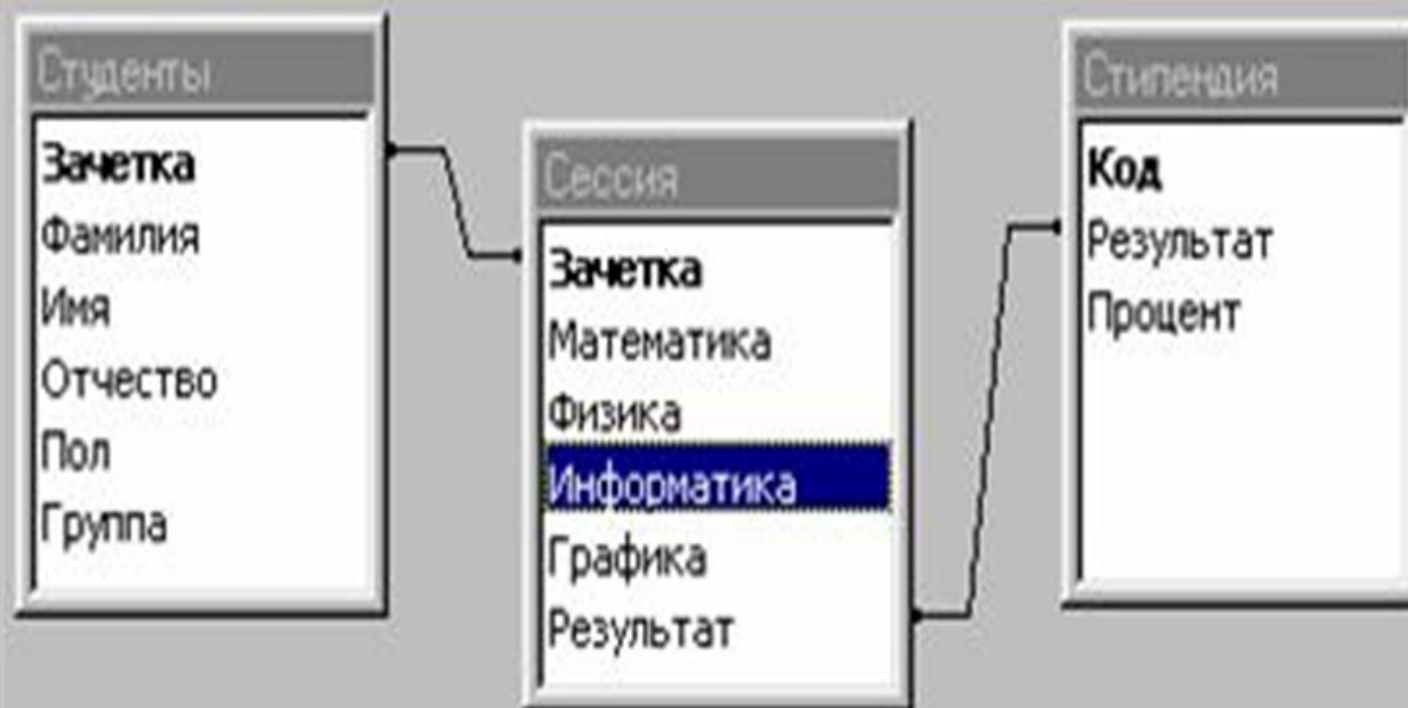 Студенты
Зачетка
Фамилия
Имя
Отчество
Пол
Группа
Сессия
Зачетка
Математика
Физика
Информатика
Графика
Результат
Стипендия
Код
Результат
Процент